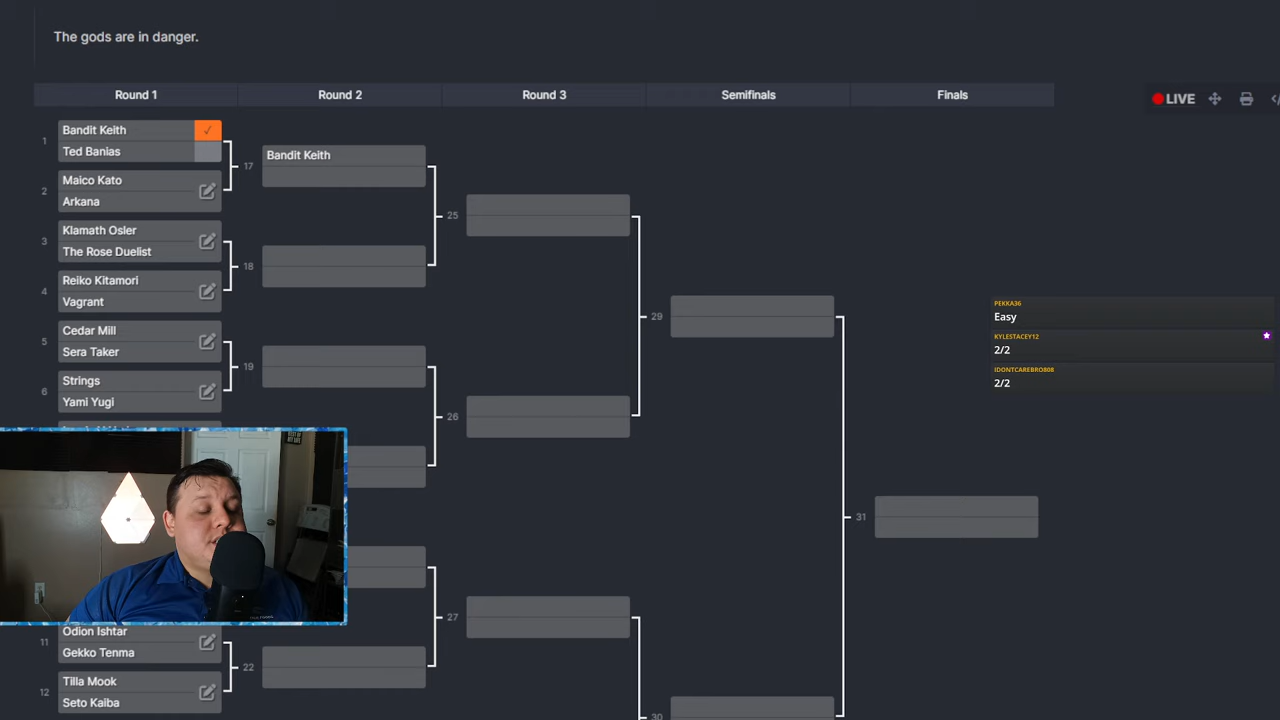 The gods are in danger.
Round 1
Round 2
Round 3
Semifinals
Finals
LIVE
1
Bandit Keith
Ted Banias
2
Maico Kato
Arkana
3
Klamath Osler
The Rose Duelist
4
Reiko Kitamori
Vagrant
5
Cedar Mill
Sera Taker
6
Strings
Yami Yugi
11
Odion Ishtar
Gekko Tenma
12
Tilla Mook
Seto Kaiba
17
Bandit Keith
18
19
22
25
26
27
29
30
31
PEKKA36
Easy
KYLESTACEY12
2/2
IDONTCAREBRO808
2/2